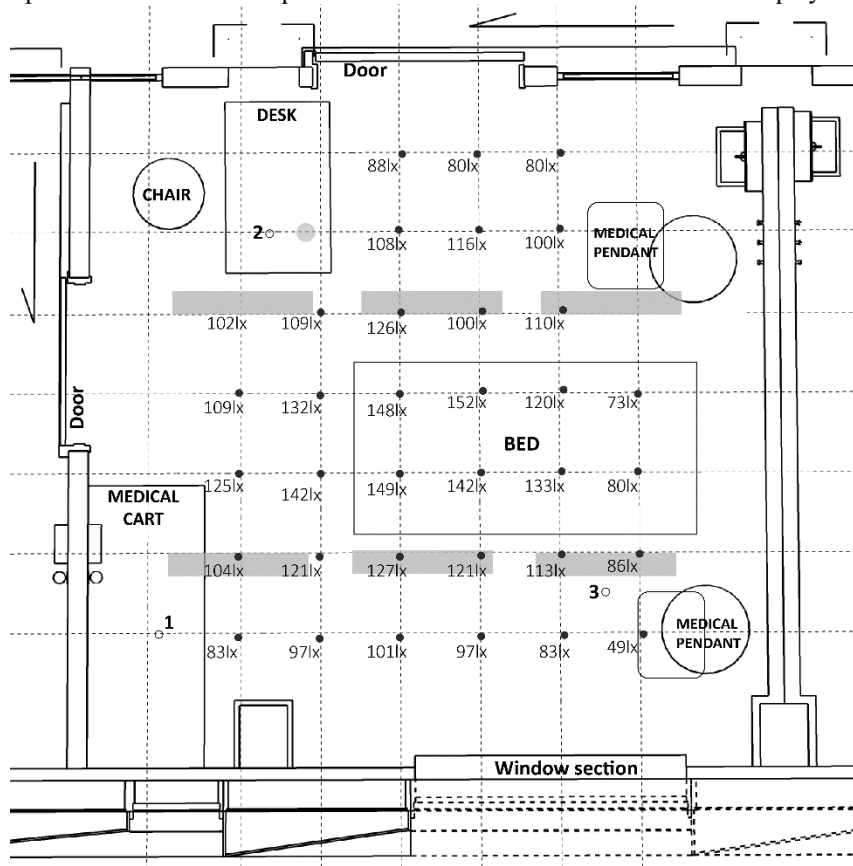 Door
DESK
88lx 80lx 80lx
CHAIR
2
108lx 116lx 100lx
MEDICAL
PENDANT
102lx 109lx 126lx 100lx 110lx
Door
109lx 132lx 148lx 152lx 120lx 73lx
BED
125lx 142lx 149lx 142lx 133lx 80lx
MEDICAL
CART
104lx 121lx 127lx 121lx 113lx 86lx
3
1
83lx 97lx 101lx 97lx 83lx 49lx
MEDICAL
PENDANT
Window section